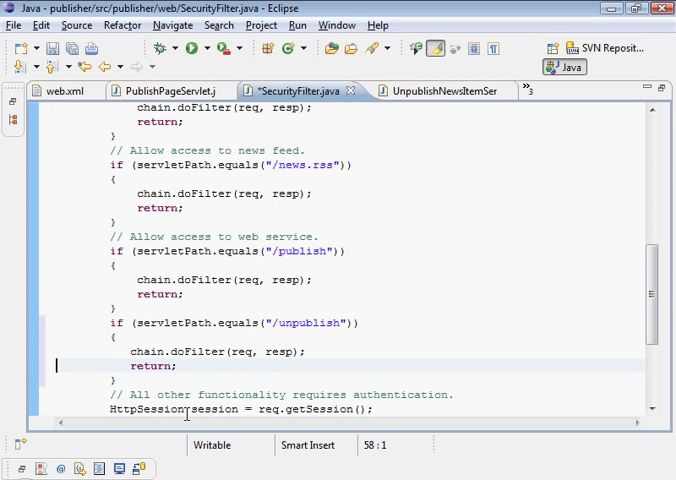 Java - publisher/src/publisher/web/SecurityFilter.java - Eclipse
File Edit Source Refactor Navigate Search Project Run Window Help
SVN Reposit...
Java
web.xml PublishPageServlet.j *SecurityFilter.java UnpublishNewsItemSer »3
chain.doFilter(req, resp);
return;
}
// Allow access to news feed.
if (servletPath.equals("/news.rss"))
{
chain.doFilter(req, resp);
return;
}
// Allow access to web service.
if (servletPath.equals("/publish"))
{
chain.doFilter(req, resp);
return;
}
if (servletPath.equals("/unpublish"))
{
chain.doFilter(req, resp);
return;
}
// All other functionality requires authentication.
HttpSession session = req.getSession();
Writable Smart Insert 58 : 1